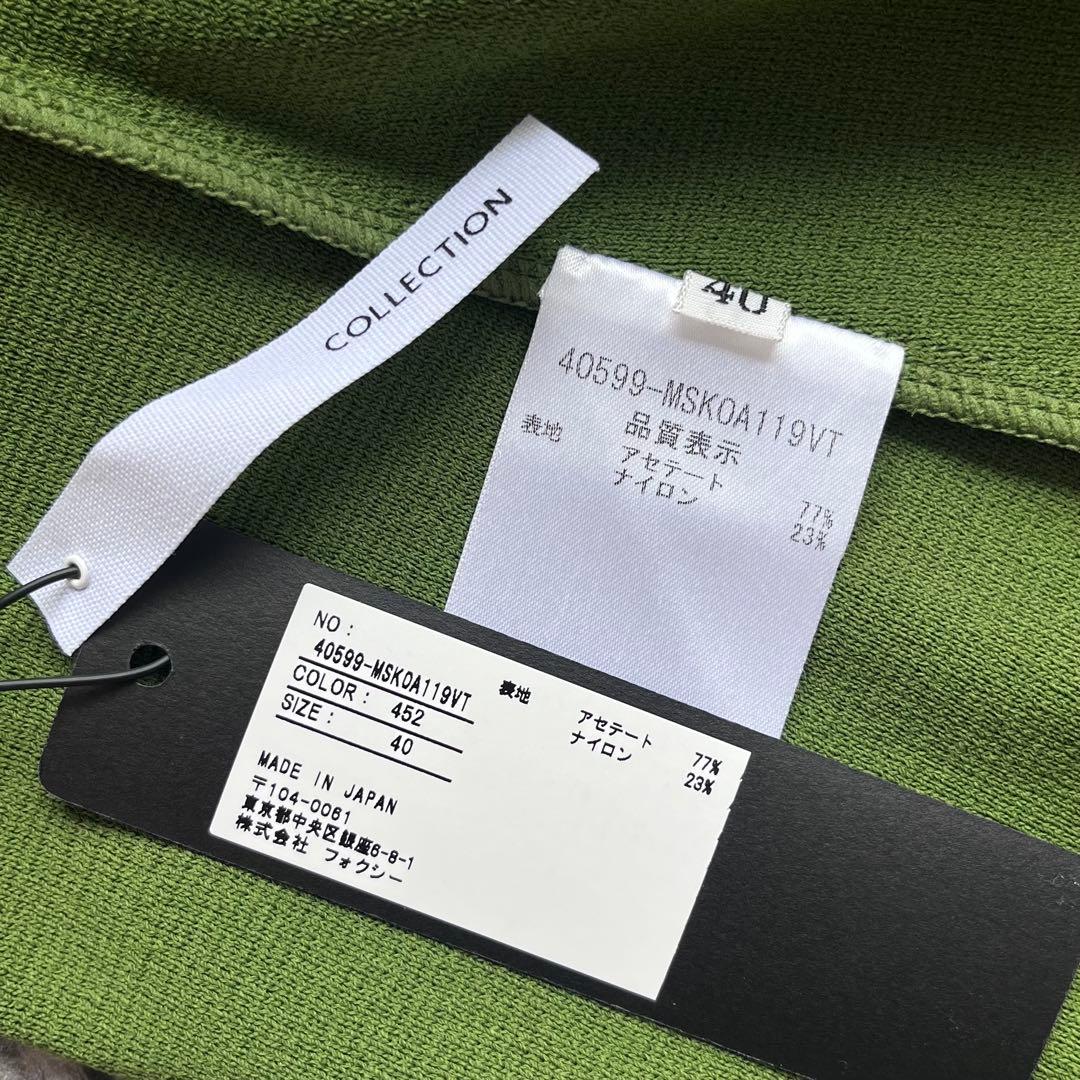 COLLECTION
40
40599-MSKOA119VT
品質表示
表地 アセテート 77%
ナイロン 23%
NO:
40599-MSKOA119VT
COLOR: 452
SIZE: 40
表地 アセテート 77%
ナイロン 23%
MADE IN JAPAN
〒104-0061
東京都中央区銀座6-8-1
株式会社 フォクシー